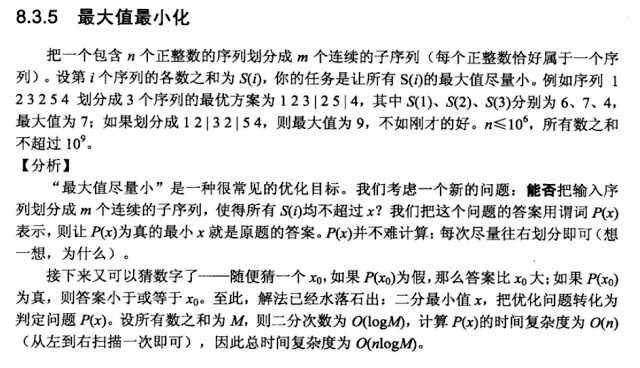 8.3.5 最大值最小化
把一个包含 n 个正整数的序列划分成 m 个连续的子序列（每个正整数恰好属于一个序
列）。设第 i 个序列的各数之和为 S(i)，你的任务是让所有 S(i)的最大值尽量小。例如序列 1
2 3 2 5 4 划分成 3 个序列的最优方案为 1 2 3 | 2 5 | 4，其中 S(1)、S(2)、S(3)分别为 6、7、4，
最大值为 7；如果划分成 1 2 | 3 2 | 5 4，则最大值为 9，不如刚才的好。n≤10⁶，所有数之和
不超过 10⁹。
【分析】
“最大值尽量小”是一种很常见的优化目标。我们考虑一个新的问题：能否把输入序
列划分成 m 个连续的子序列，使得所有 S(i)均不超过 x？我们把这个问题的答案用谓词 P(x)
表示，则让 P(x)为真的最小 x 就是原题的答案。P(x)并不难计算：每次尽量往右划分即可（想
一想，为什么）。
接下来又可以猜数字了——随便猜一个 x₀，如果 P(x₀)为假，那么答案比 x₀ 大；如果 P(x₀)
为真，则答案小于或等于 x₀。至此，解法已经水落石出：二分最小值 x，把优化问题转化为
判定问题 P(x)。设所有数之和为 M，则二分次数为 O(logM)，计算 P(x)的时间复杂度为 O(n)
（从左到右扫描一次即可），因此总时间复杂度为 O(nlogM)。